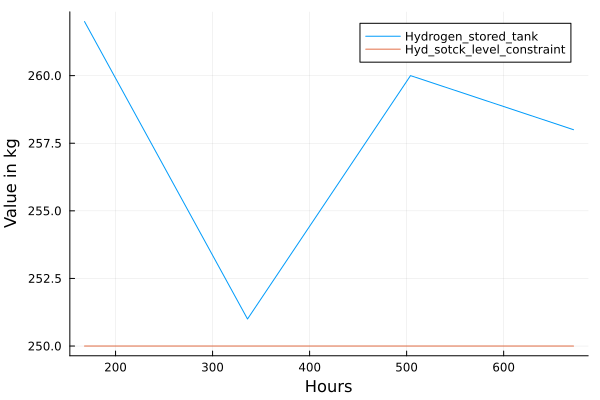 Hydrogen_stored_tank
Hyd_sotck_level_constraint
260.0
257.5
255.0
252.5
250.0
Value in kg
200 300 400 500 600
Hours